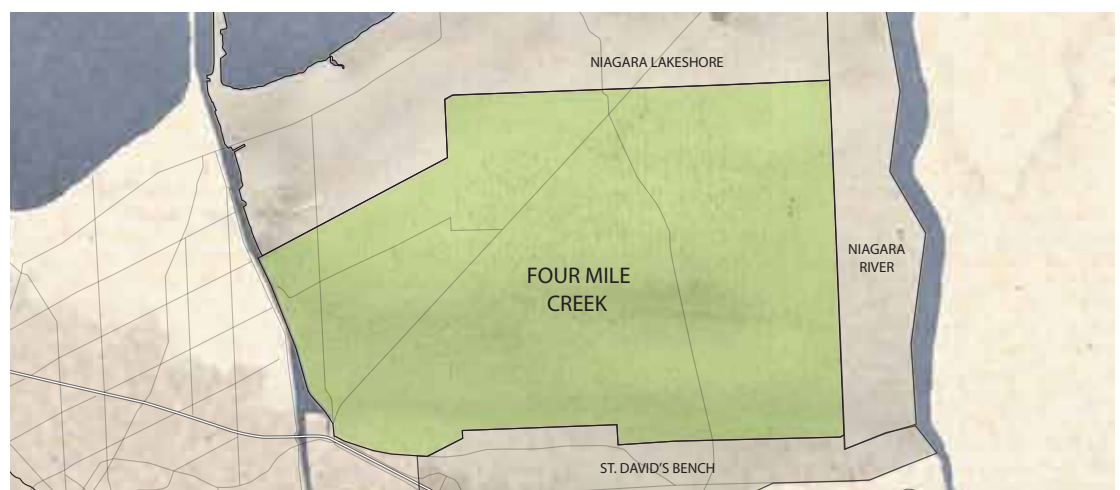 NIAGARA LAKESHORE
NIAGARA
RIVER
FOUR MILE
CREEK
ST. DAVID'S BENCH